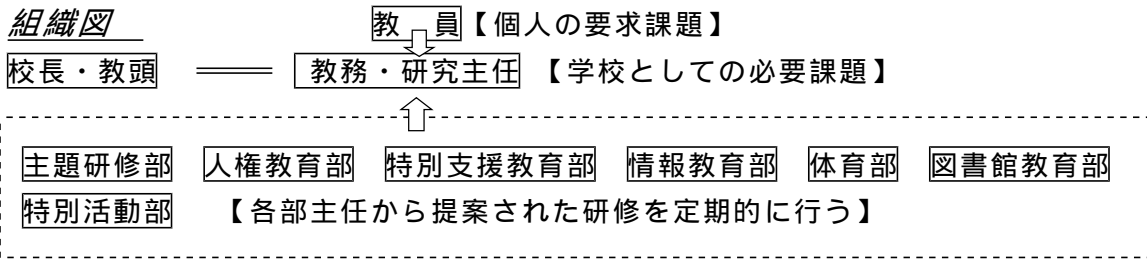 組織図 教　員【個人の要求課題】
校長・教頭 教務・研究主任 【学校としての必要課題】
主題研修部 人権教育部 特別支援教育部 情報教育部 体育部 図書館教育部
特別活動部 【各部主任から提案された研修を定期的に行う】